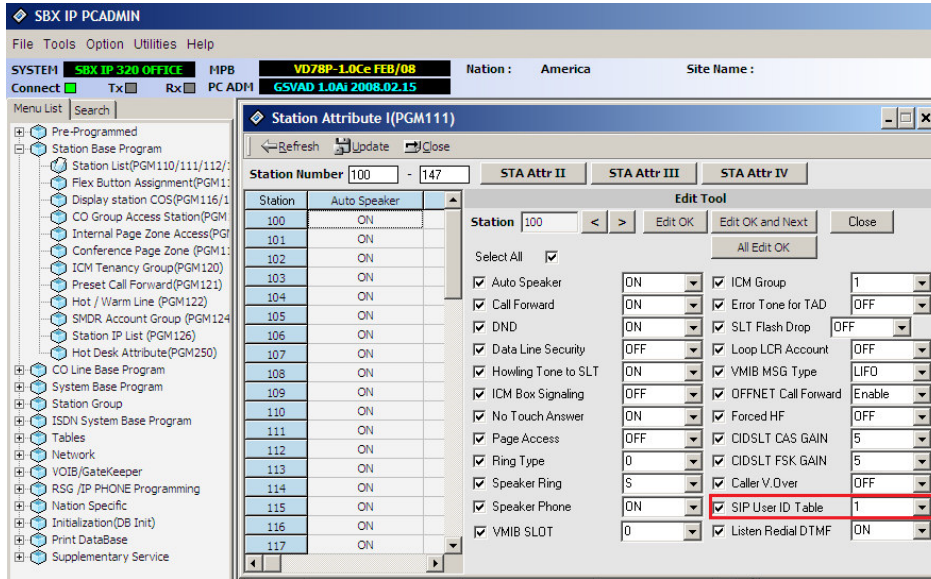 SBX IP PCADMIN
File Tools Option Utilities Help
SYSTEM SBX IP 320 OFFICE MPB VD78P-1.0Ce FEB/08 Nation : America Site Name :
Connect Tx Rx PC ADM GSVAD 1.0Ai 2008.02.15
Menu List Search
Pre-Programmed
Station Base Program
Station List(PGM110/111/112/:
Flex Button Assignment(PGM1:
Display station COS(PGM116/1
CO Group Access Station(PGM
Internal Page Zone Access(PGM
Conference Page Zone (PGM1:
ICM Tenancy Group(PGM120)
Preset Call Forward(PGM121)
Hot / Warm Line (PGM122)
SMDR Account Group (PGM124
Station IP List (PGM126)
Hot Desk Attribute(PGM250)
CO Line Base Program
System Base Program
Station Group
ISDN System Base Program
Tables
Network
VOIB/GateKeeper
RSG /IP PHONE Programming
Nation Specific
Initialization(DB Init)
Print DataBase
Supplementary Service
Station Attribute I(PGM111)
Refresh Update Close
Station Number 100 - 147 STA Attr II STA Attr III STA Attr IV
Station Auto Speaker
100 ON
101 ON
102 ON
103 ON
104 ON
105 ON
106 ON
107 ON
108 ON
109 ON
110 ON
111 ON
112 ON
113 ON
114 ON
115 ON
116 ON
117 ON
Edit Tool
Station 100 < > Edit OK Edit OK and Next Close
Select All All Edit OK
Auto Speaker ON ICM Group 1
Call Forward ON Error Tone for TAD OFF
DND ON SLT Flash Drop OFF
Data Line Security OFF Loop LCR Account OFF
Howling Tone to SLT ON VMIB MSG Type LIFO
ICM Box Signaling OFF OFFNET Call Forward Enable
No Touch Answer ON Forced HF OFF
Page Access OFF CIDSLT CAS GAIN 5
Ring Type 0 CIDSLT FSK GAIN 5
Speaker Ring S Caller V.Over OFF
Speaker Phone ON SIP User ID Table 1
VMIB SLOT 0 Listen Redial DTMF ON